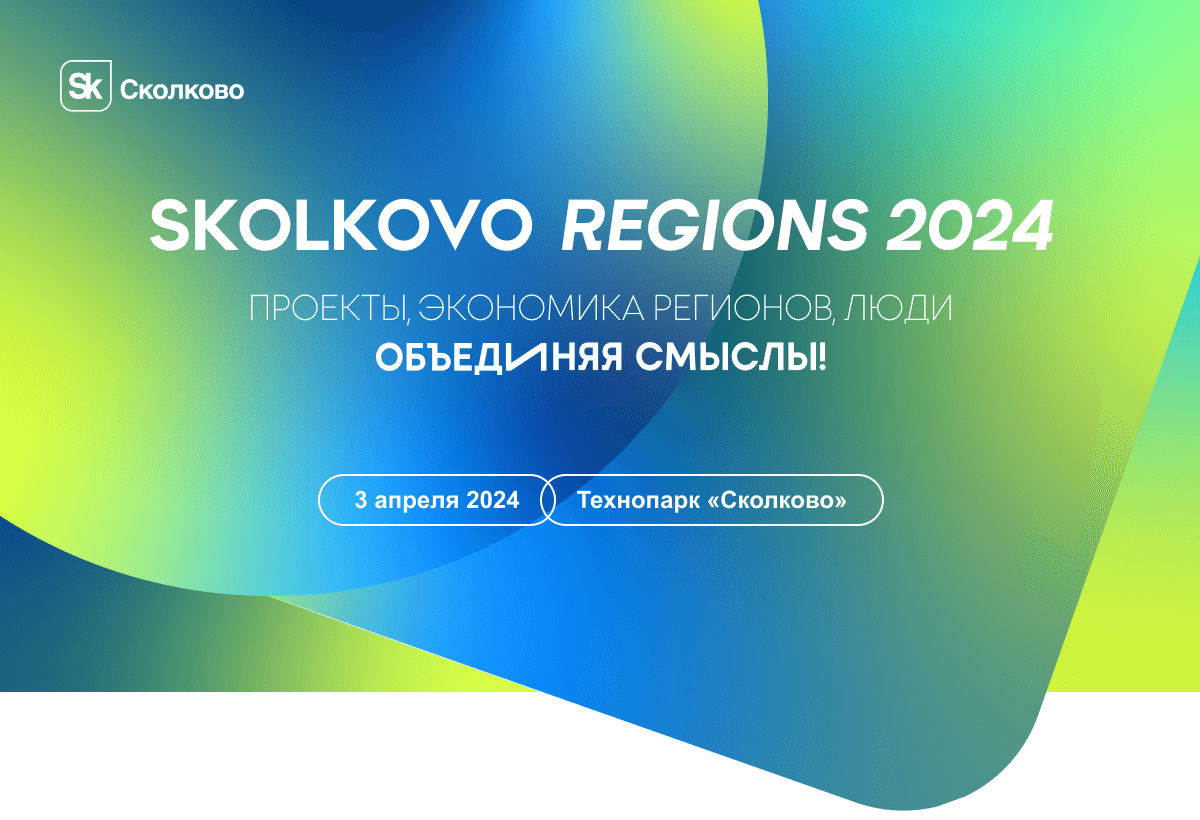 Sk Сколково
SKOLKOVO REGIONS 2024
ПРОЕКТЫ, ЭКОНОМИКА РЕГИОНОВ, ЛЮДИ
ОБЪЕДИНЯЯ СМЫСЛЫ!
3 апреля 2024 Технопарк «Сколково»